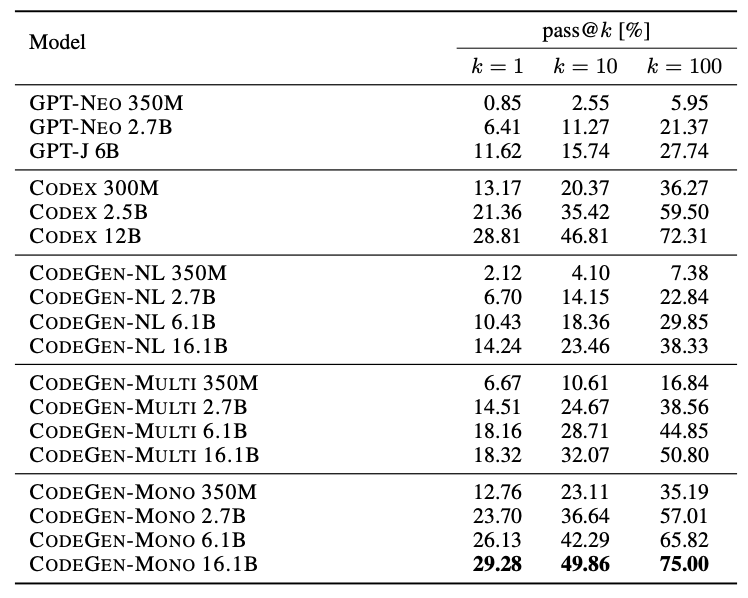 Model pass@k [%]
k = 1 k = 10 k = 100
GPT-NEO 350M 0.85 2.55 5.95
GPT-NEO 2.7B 6.41 11.27 21.37
GPT-J 6B 11.62 15.74 27.74
CODEX 300M 13.17 20.37 36.27
CODEX 2.5B 21.36 35.42 59.50
CODEX 12B 28.81 46.81 72.31
CODEGEN-NL 350M 2.12 4.10 7.38
CODEGEN-NL 2.7B 6.70 14.15 22.84
CODEGEN-NL 6.1B 10.43 18.36 29.85
CODEGEN-NL 16.1B 14.24 23.46 38.33
CODEGEN-MULTI 350M 6.67 10.61 16.84
CODEGEN-MULTI 2.7B 14.51 24.67 38.56
CODEGEN-MULTI 6.1B 18.16 28.71 44.85
CODEGEN-MULTI 16.1B 18.32 32.07 50.80
CODEGEN-MONO 350M 12.76 23.11 35.19
CODEGEN-MONO 2.7B 23.70 36.64 57.01
CODEGEN-MONO 6.1B 26.13 42.29 65.82
CODEGEN-MONO 16.1B 29.28 49.86 75.00